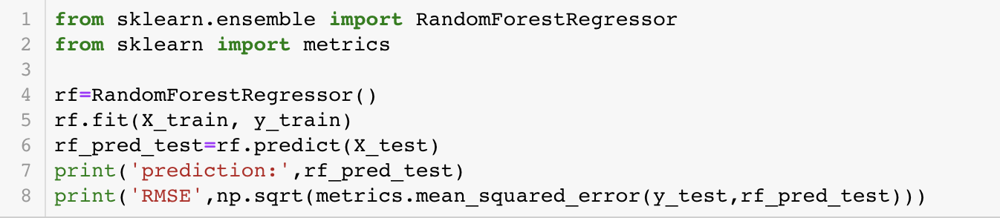 1 from sklearn.ensemble import RandomForestRegressor
2 from sklearn import metrics
3
4 rf=RandomForestRegressor()
5 rf.fit(X_train, y_train)
6 rf_pred_test=rf.predict(X_test)
7 print('prediction:',rf_pred_test)
8 print('RMSE',np.sqrt(metrics.mean_squared_error(y_test,rf_pred_test)))